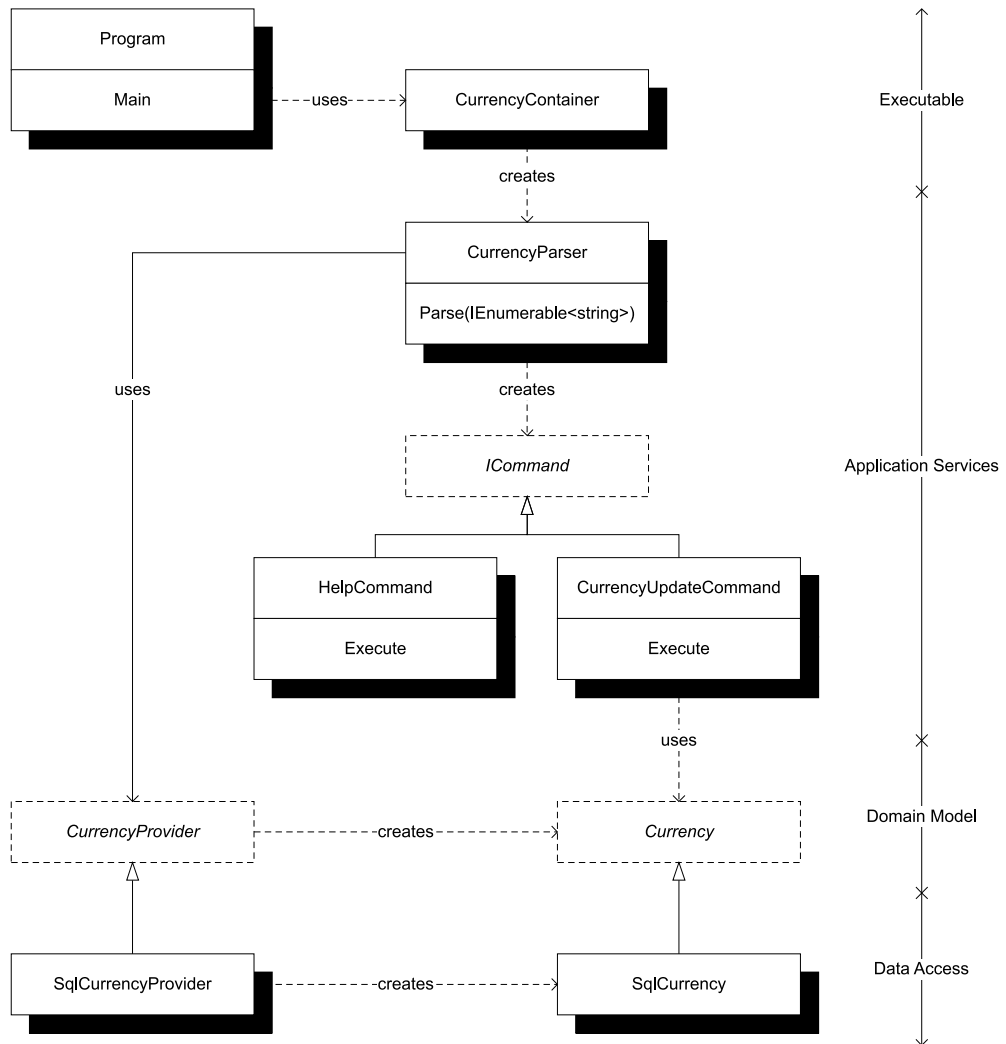 Program
Main
uses
CurrencyContainer
Executable
creates
CurrencyParser
Parse(IEnumerable<string>)
uses
creates
ICommand
Application Services
HelpCommand
CurrencyUpdateCommand
Execute
Execute
uses
CurrencyProvider
creates
Currency
Domain Model
SqlCurrencyProvider
creates
SqlCurrency
Data Access